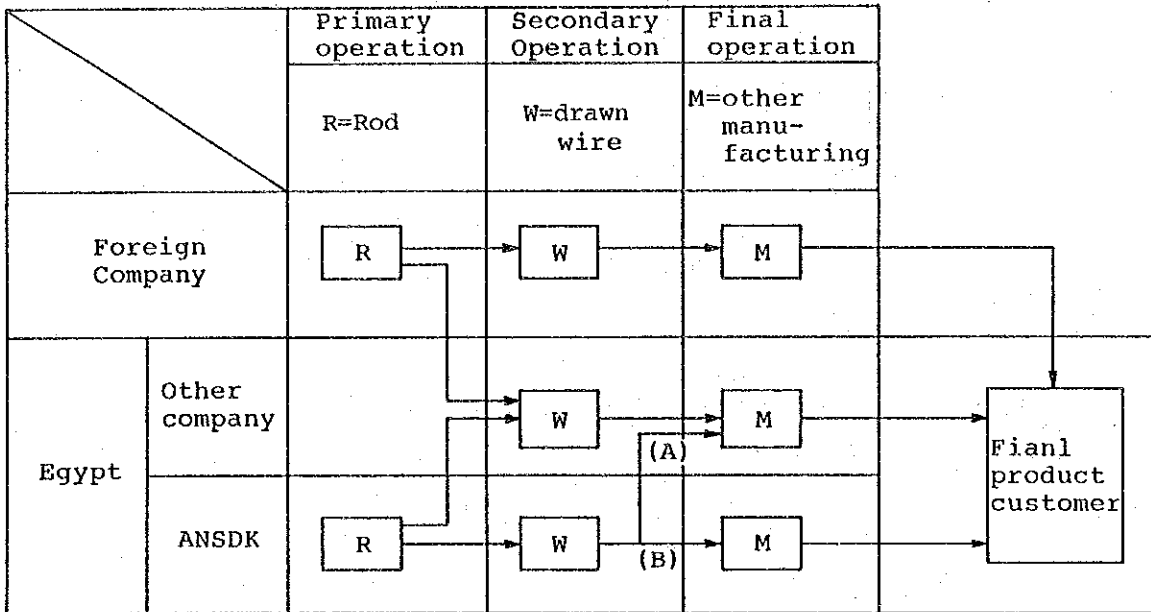 Primary
operation
Secondary
Operation
Final
operation
R=Rod
W=drawn
wire
M=other
manu-
facturing
Foreign
Company
R
W
M
Egypt
Other
company
W
M
(A)
Fianl
product
customer
ANSDK
R
W
(B)
M